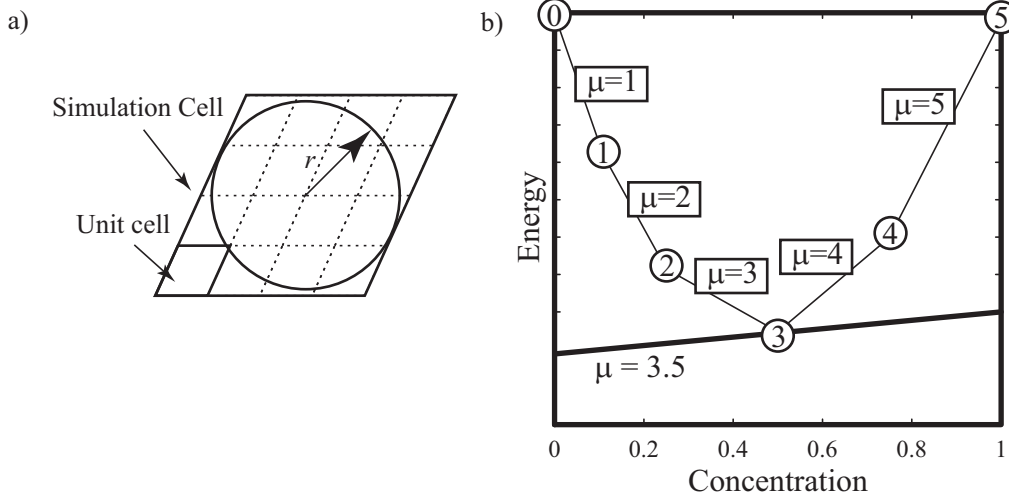 a)
Simulation Cell
Unit cell
r
b)
Energy
0
5
μ=1
μ=5
1
μ=2
4
2
μ=3
μ=4
3
μ = 3.5
0 0.2 0.4 0.6 0.8 1
Concentration